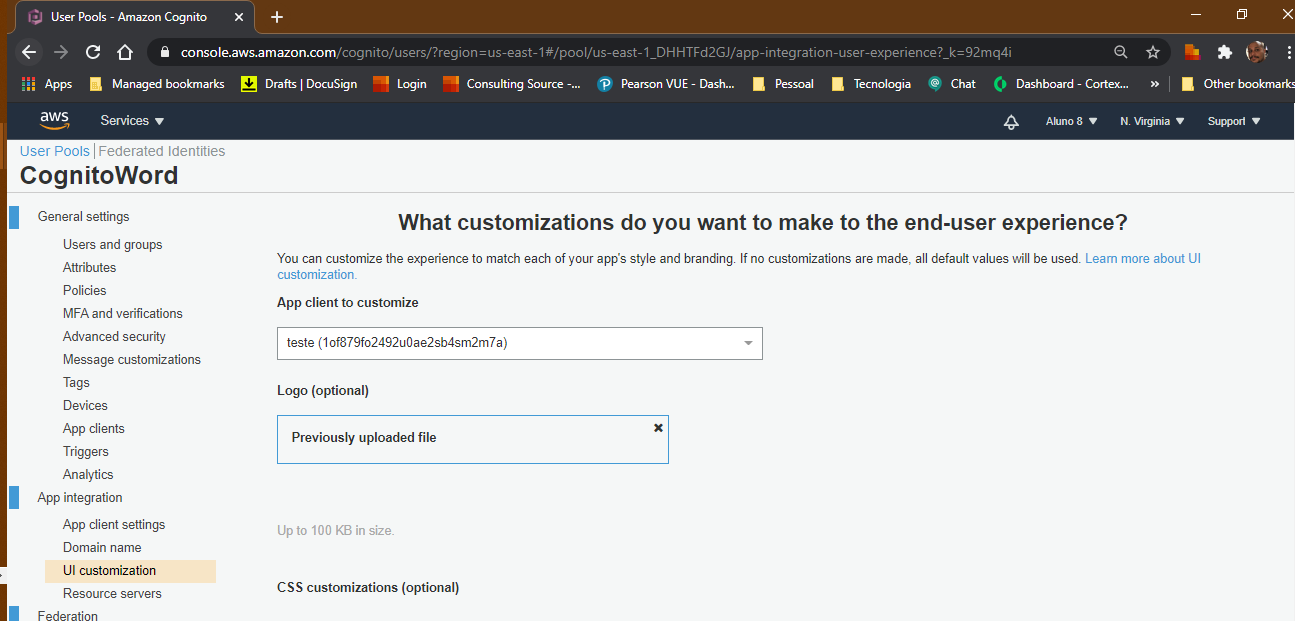 User Pools - Amazon Cognito
console.aws.amazon.com/cognito/users/?region=us-east-1#/pool/us-east-1_DHHTFd2GJ/app-integration-user-experience?_k=92mq4i
Apps Managed bookmarks Drafts | DocuSign Login Consulting Source -... Pearson VUE - Dash... Pessoal Tecnologia Chat Dashboard - Cortex... » Other bookmarks
aws Services Aluno 8 N. Virginia Support
User Pools | Federated Identities
CognitoWord
General settings
Users and groups
Attributes
Policies
MFA and verifications
Advanced security
Message customizations
Tags
Devices
App clients
Triggers
Analytics
App integration
App client settings
Domain name
UI customization
Resource servers
Federation
What customizations do you want to make to the end-user experience?
You can customize the experience to match each of your app's style and branding. If no customizations are made, all default values will be used. Learn more about UI
customization.
App client to customize
teste (1of879fo2492u0ae2sb4sm2m7a)
Logo (optional)
Previously uploaded file
Up to 100 KB in size.
CSS customizations (optional)